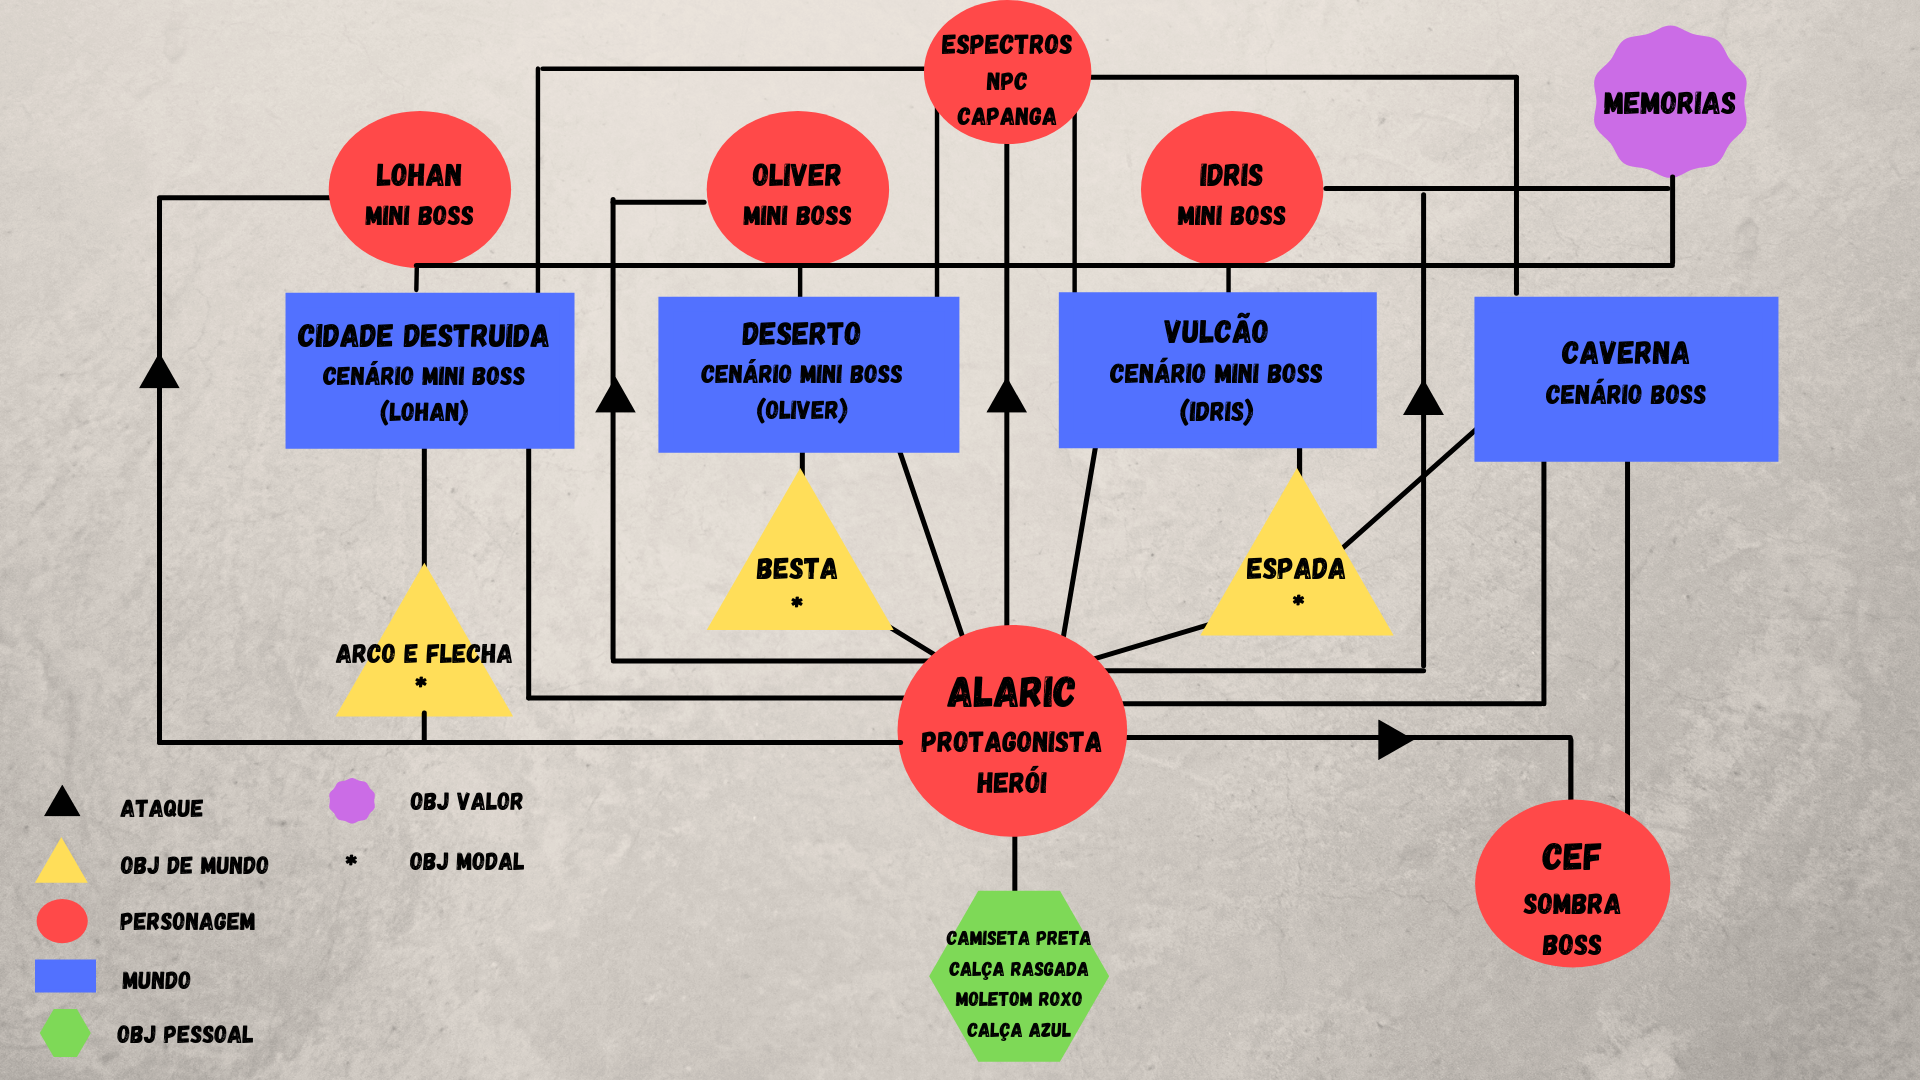 ESPECTROS
NPC
CAPANGA
MEMORIAS
LOHAN
MINI BOSS
OLIVER
MINI BOSS
IDRIS
MINI BOSS
CIDADE DESTRUIDA
CENÁRIO MINI BOSS
(LOHAN)
DESERTO
CENÁRIO MINI BOSS
(OLIVER)
VULCÃO
CENÁRIO MINI BOSS
(IDRIS)
CAVERNA
CENÁRIO BOSS
BESTA
*
ESPADA
*
ARCO E FLECHA
*
ALARIC
PROTAGONISTA
HERÓI
CEF
SOMBRA
BOSS
CAMISETA PRETA
CALÇA RASGADA
MOLETOM ROXO
CALÇA AZUL
ATAQUE
OBJ DE MUNDO
PERSONAGEM
MUNDO
OBJ PESSOAL
OBJ VALOR
* OBJ MODAL